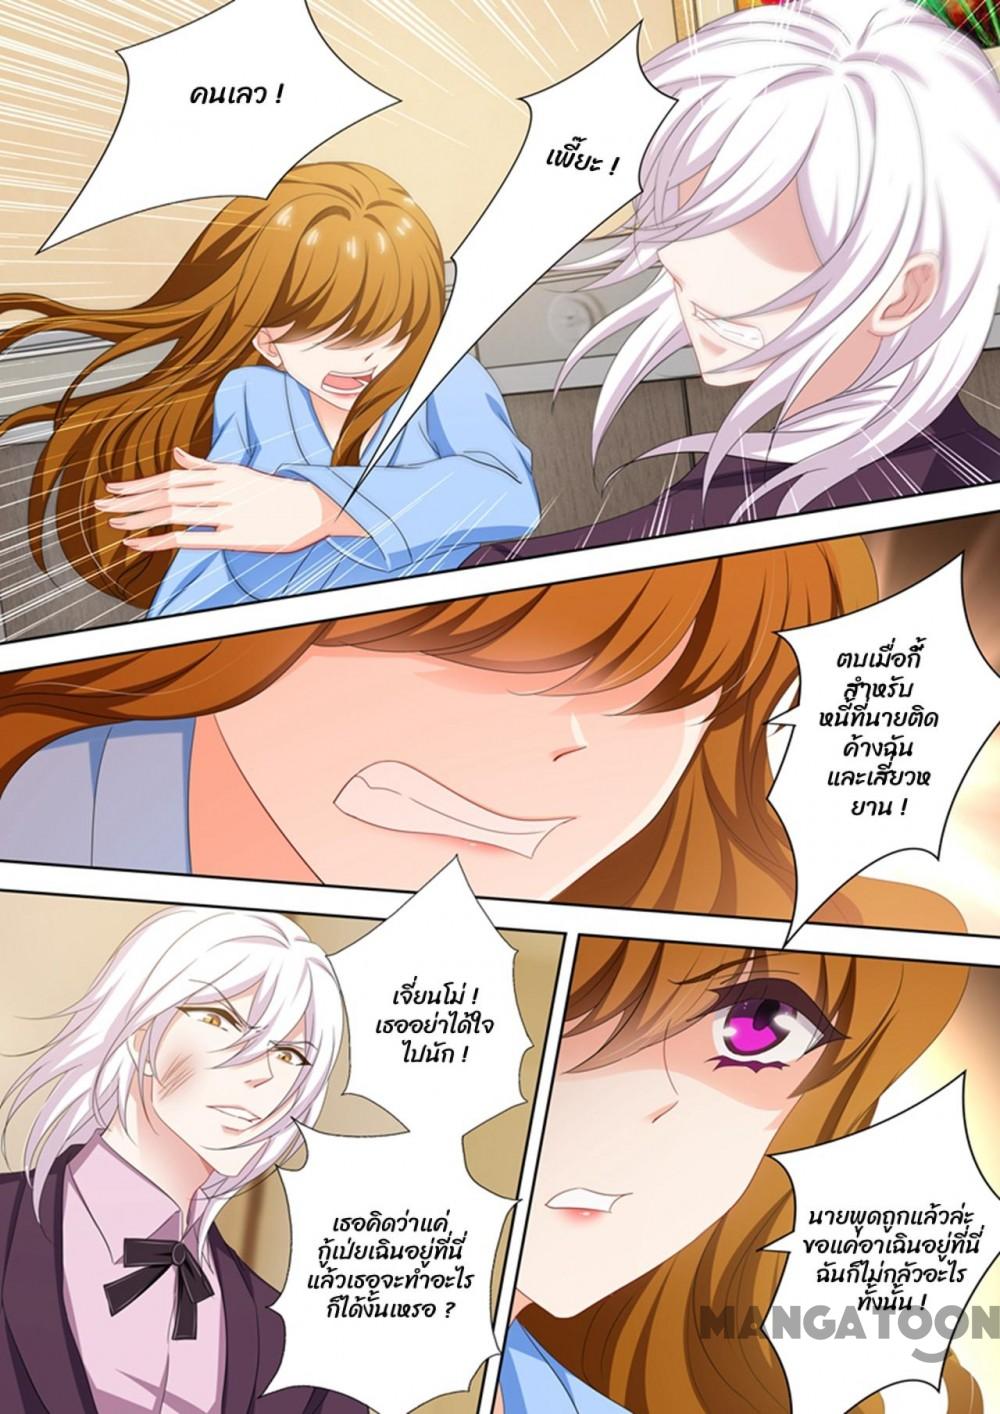 คนเลว !
เพี๊ยะ !
ตบเมื่อกี้
สำหรับ
หนี้ที่นายติด
ค้างฉัน
และเสี่ยวห
ยาน !
เจี่ยนโม่ !
เธออย่าได้ใจ
ไปนัก !
เธอคิดว่าแค่
กู้เป่ยเฉินอยู่ที่นี่
แล้วเธอจะทำอะไร
ก็ได้งั้นเหรอ ?
นายพูดถูกแล้วล่ะ
ขอแค่อาเฉินอยู่ที่นี่
ฉันก็ไม่กลัวอะไร
ทั้งนั้น !
MANGATOON